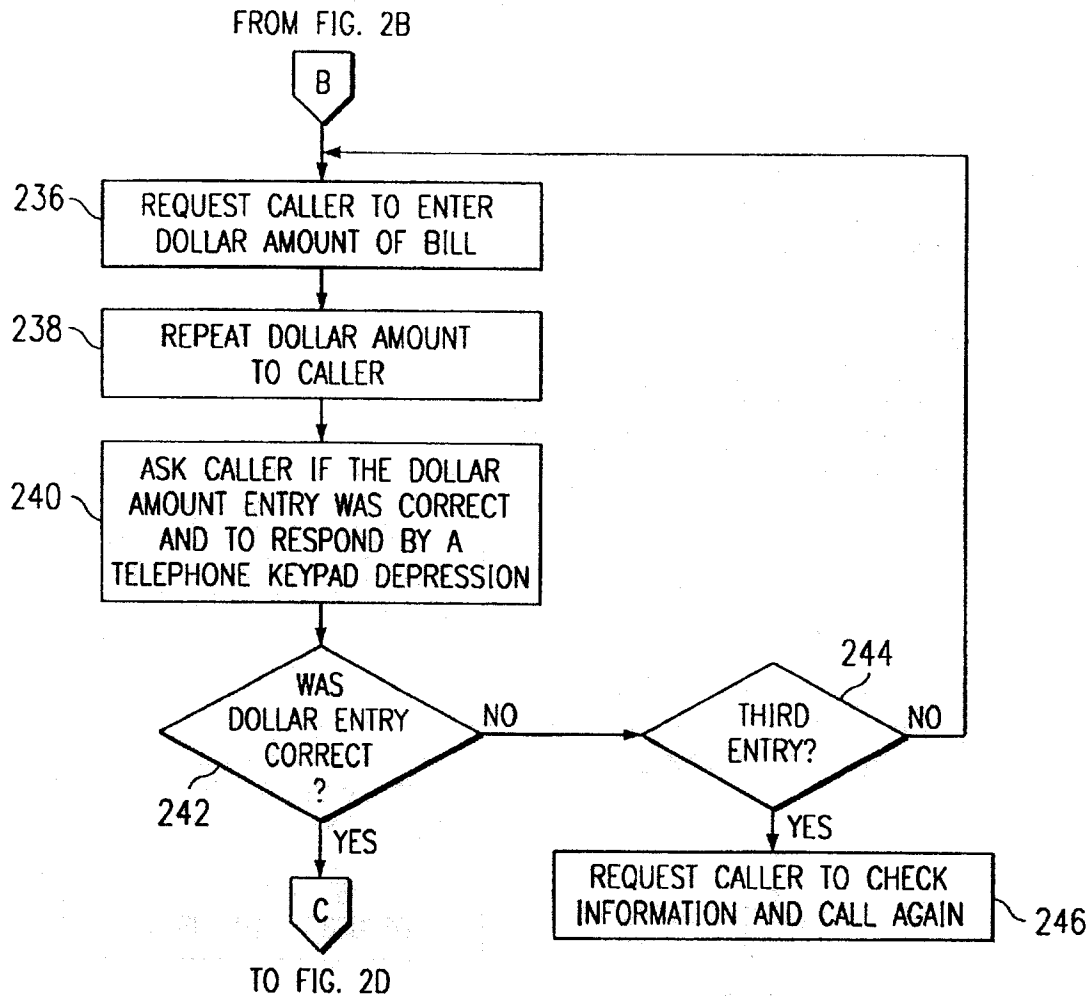 FROM FIG. 2B
B
236
REQUEST CALLER TO ENTER
DOLLAR AMOUNT OF BILL
238
REPEAT DOLLAR AMOUNT
TO CALLER
240
ASK CALLER IF THE DOLLAR
AMOUNT ENTRY WAS CORRECT
AND TO RESPOND BY A
TELEPHONE KEYPAD DEPRESSION
WAS
DOLLAR ENTRY
CORRECT
?
242
NO
YES
244
THIRD
ENTRY?
NO
YES
REQUEST CALLER TO CHECK
INFORMATION AND CALL AGAIN
246
C
TO FIG. 2D